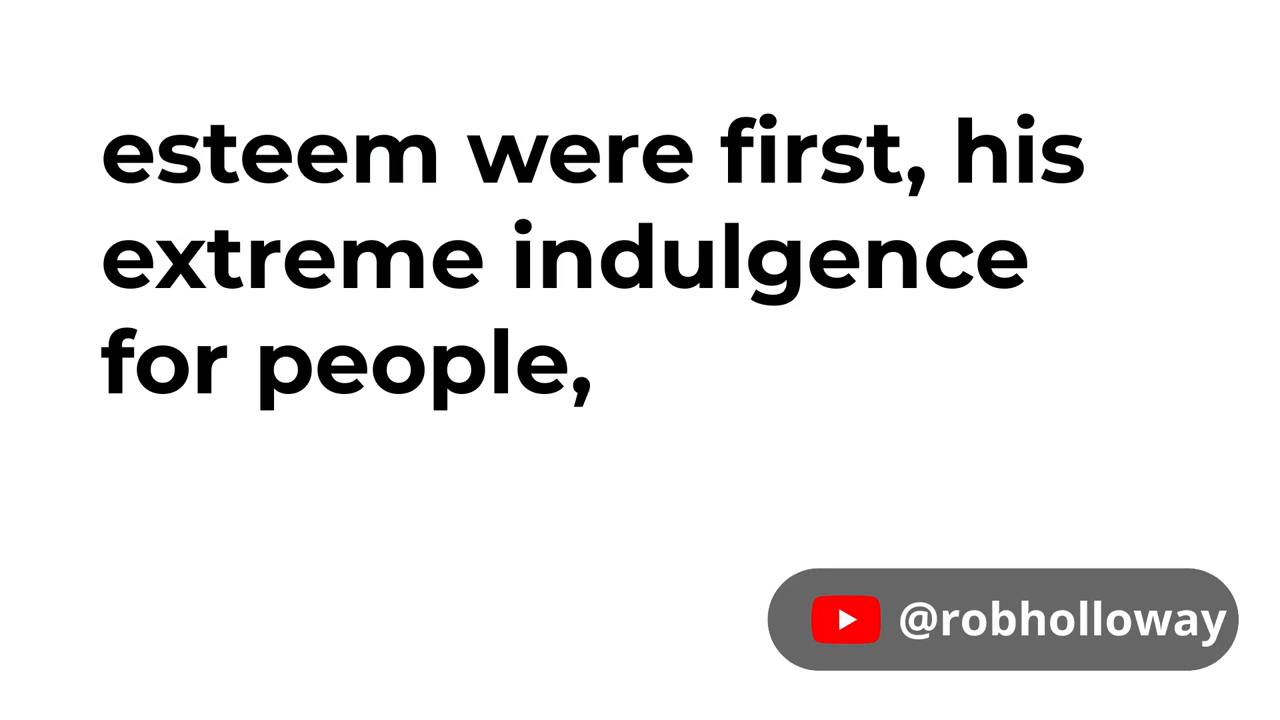 esteem were first, his
extreme indulgence
for people,
@robholloway